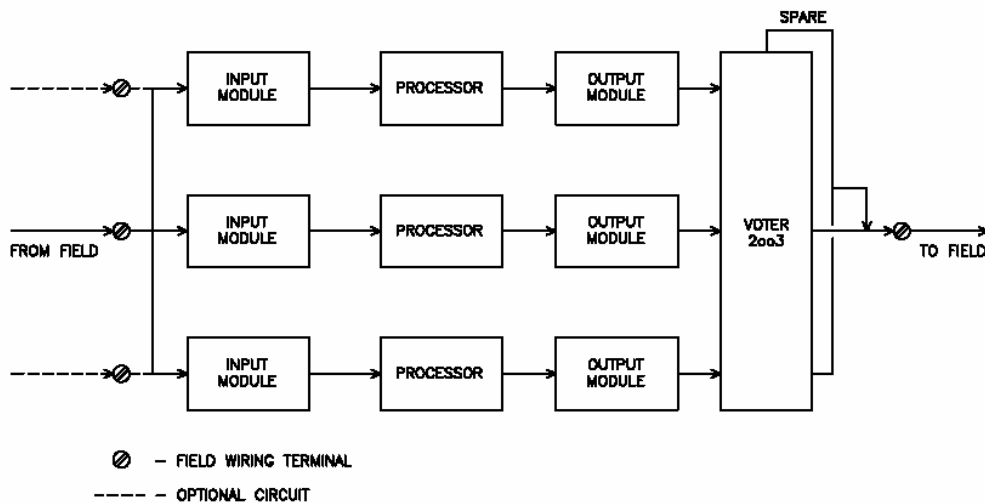 SPARE
INPUT
MODULE
PROCESSOR
OUTPUT
MODULE
FROM FIELD
INPUT
MODULE
PROCESSOR
OUTPUT
MODULE
VOTER
2oo3
TO FIELD
INPUT
MODULE
PROCESSOR
OUTPUT
MODULE
– FIELD WIRING TERMINAL
– OPTIONAL CIRCUIT